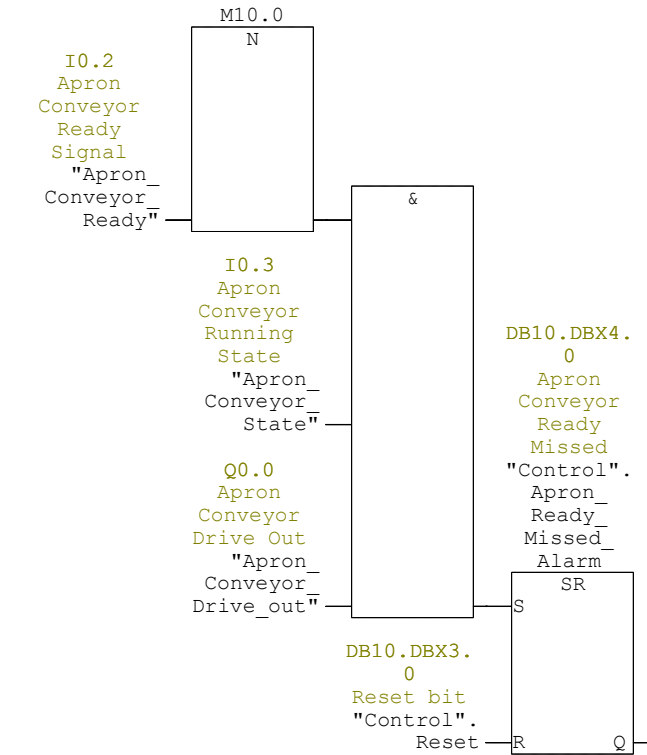 M10.0
N
I0.2
Apron
Conveyor
Ready
Signal
"Apron_
Conveyor_
Ready"
&
I0.3
Apron
Conveyor
Running
State
"Apron_
Conveyor_
State"
Q0.0
Apron
Conveyor
Drive Out
"Apron_
Conveyor_
Drive_out"
DB10.DBX4.
0
Apron
Conveyor
Ready
Missed
"Control".
Apron_
Ready_
Missed_
Alarm
SR
S
DB10.DBX3.
0
Reset bit
"Control".
Reset
R
Q